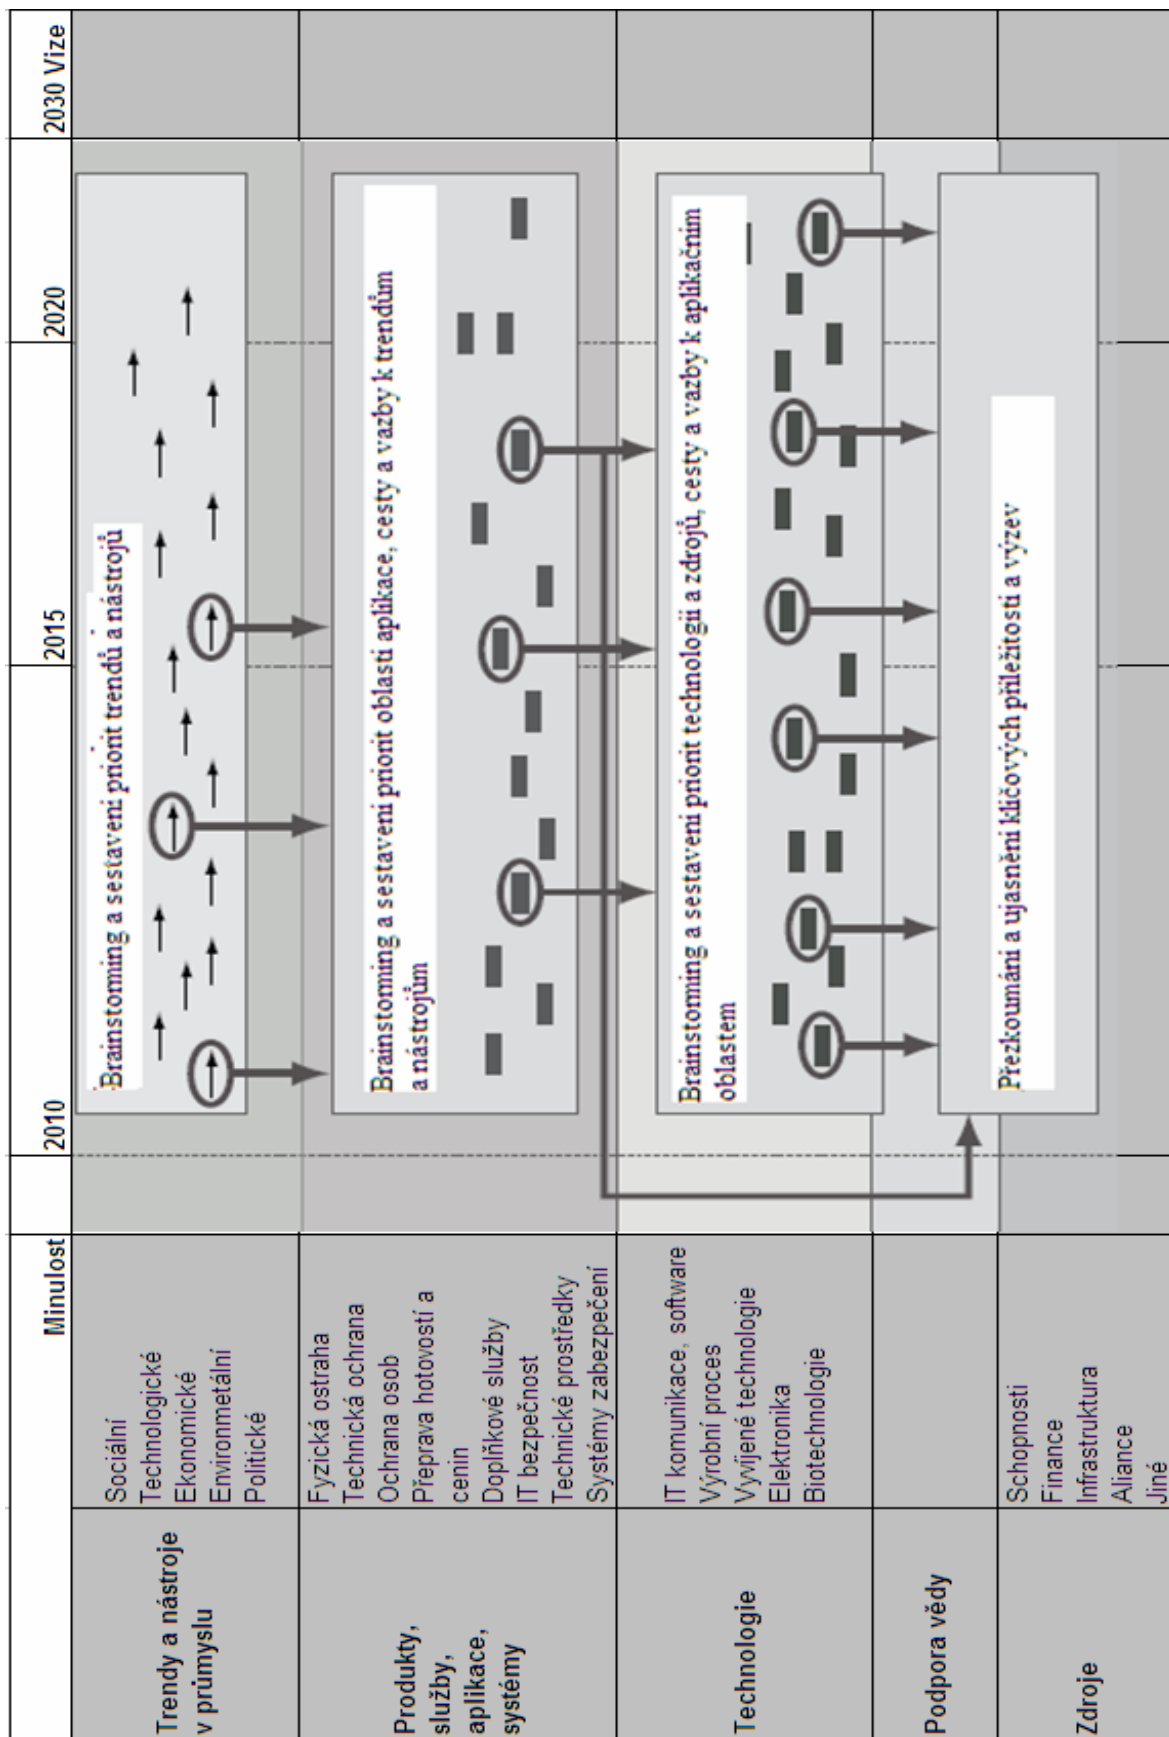 Minulost
2010
2015
2020
2030 Vize
Trendy a nástroje
v průmyslu
Sociální
Technologické
Ekonomické
Environmetální
Politické
Brainstorming a sestavení priorit trendů a nástrojů
Produkty,
služby,
aplikace,
systémy
Fyzická ostraha
Technická ochrana
Ochrana osob
Přeprava hotovostí a
cenin
Doplňkové služby
IT bezpečnost
Technické prostředky
Systémy zabezpečení
Brainstorming a sestavení priorit oblasti aplikace, cesty a vazby k trendům
a nástrojům
Technologie
IT komunikace, software
Výrobní proces
Vyvíjené technologie
Elektronika
Biotechnologie
Brainstorming a sestavení priorit technologií a zdrojů, cesty a vazby k aplikačním
oblastem
Podpora vědy
Přezkoumání a ujasnění klíčových příležitostí a výzev
Zdroje
Schopnosti
Finance
Infrastruktura
Aliance
Jiné